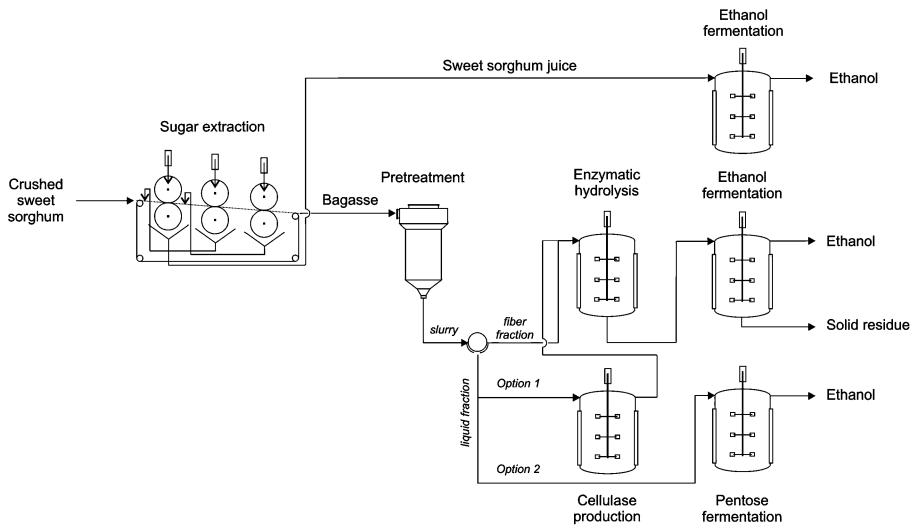 Ethanol
fermentation
Sweet sorghum juice
Ethanol
Sugar extraction
Crushed
sweet
sorghum
Bagasse
Pretreatment
Enzymatic
hydrolysis
Ethanol
fermentation
Ethanol
slurry
fiber
fraction
Solid residue
liquid fraction
Option 1
Ethanol
Option 2
Cellulase
production
Pentose
fermentation